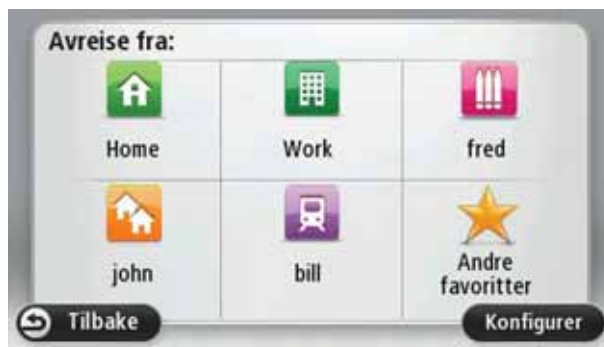 Avreise fra:
Home
Work
fred
john
bill
Andre
favoritter
Tilbake
Konfigurer